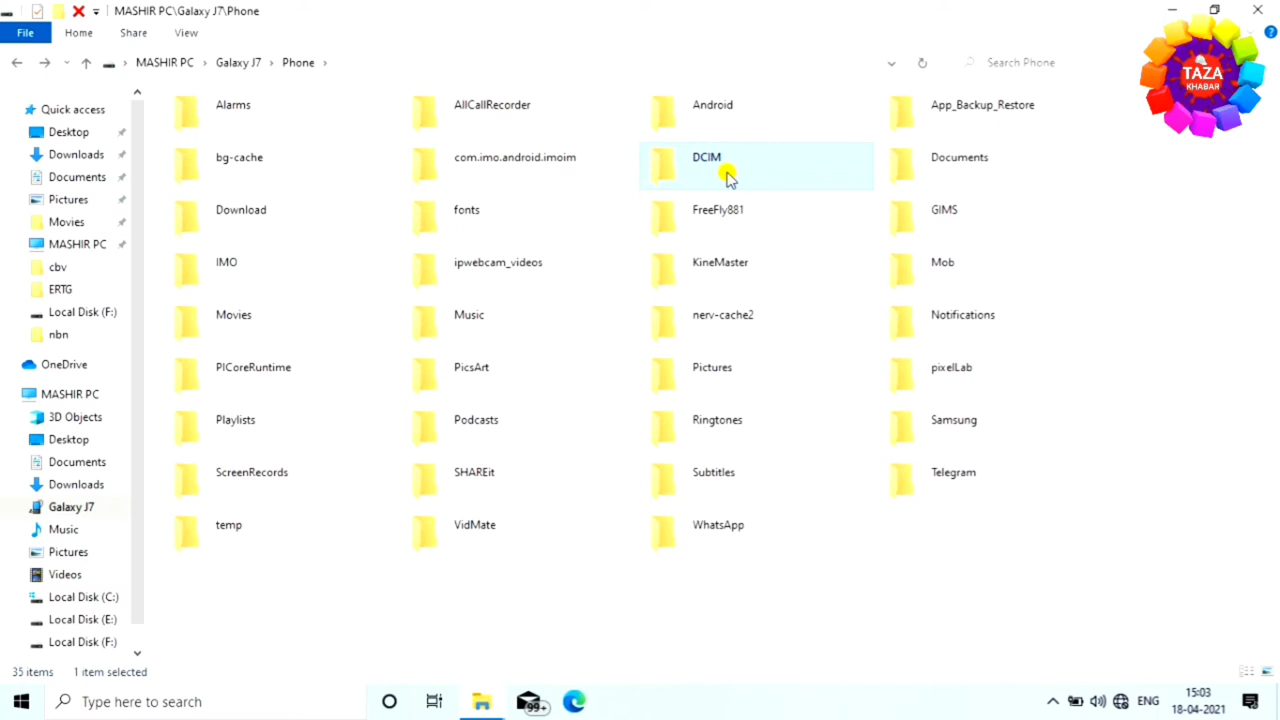 MASHIR PC\Galaxy J7\Phone
File Home Share View
MASHIR PC Galaxy J7 Phone
Search Phone
TAZA
KHABAR
Quick access
Desktop
Downloads
Documents
Pictures
Movies
MASHIR PC
cbv
ERTG
Local Disk (F:)
nbn
OneDrive
MASHIR PC
3D Objects
Desktop
Documents
Downloads
Galaxy J7
Music
Pictures
Videos
Local Disk (C:)
Local Disk (E:)
Local Disk (F:)
Alarms AllCallRecorder Android App_Backup_Restore
bg-cache com.imo.android.imoim DCIM Documents
Download fonts FreeFly881 GIMS
IMO ipwebcam_videos KineMaster Mob
Movies Music nerv-cache2 Notifications
PICoreRuntime PicsArt Pictures pixelLab
Playlists Podcasts Ringtones Samsung
ScreenRecords SHAREit Subtitles Telegram
temp VidMate WhatsApp
35 items 1 item selected
Type here to search
99+
ENG
15:03
18-04-2021